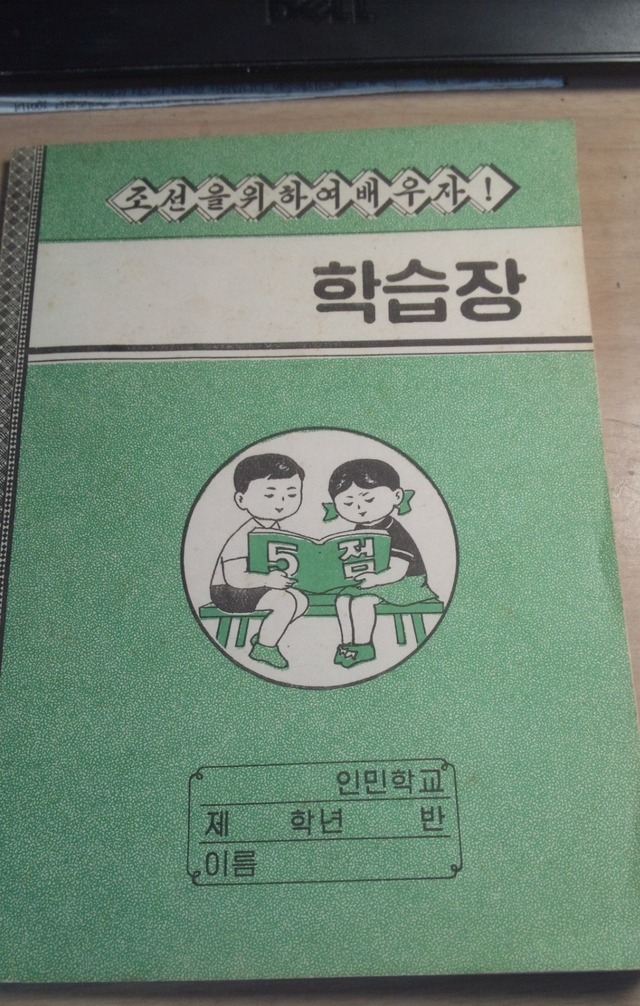 조선을위하여배우자!
학습장
5점
인민학교
제 학년 반
이름